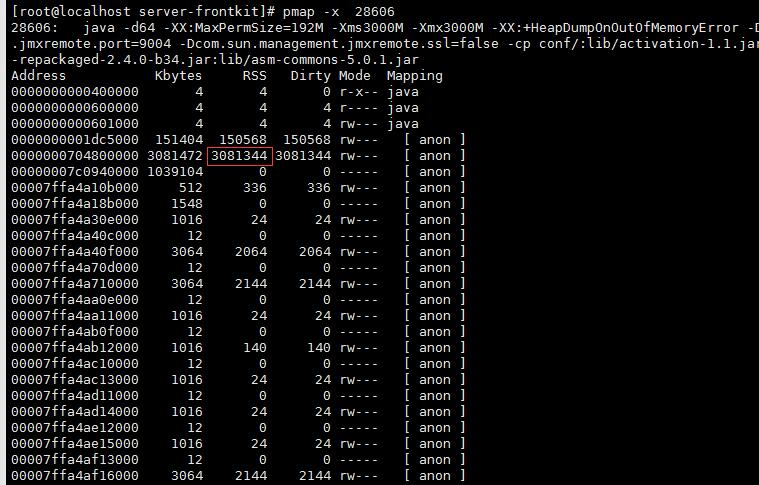 [root@localhost server-frontkit]# pmap -x  28606
28606:   java -d64 -XX:MaxPermSize=192M -Xms3000M -Xmx3000M -XX:+HeapDumpOnOutOfMemoryError -D
.jmxremote.port=9004 -Dcom.sun.management.jmxremote.ssl=false -cp conf/:lib/activation-1.1.jar
-repackaged-2.4.0-b34.jar:lib/asm-commons-5.0.1.jar
Address           Kbytes     RSS   Dirty Mode  Mapping
0000000000400000       4       4       0 r-x-- java
0000000000600000       4       4       4 r---- java
0000000000601000       4       4       4 rw--- java
0000000001dc5000  151404  150568  150568 rw---   [ anon ]
0000000704800000 3081472 3081344 3081344 rw---   [ anon ]
00000007c0940000 1039104       0       0 -----   [ anon ]
00007ffa4a10b000     512     336     336 rw---   [ anon ]
00007ffa4a18b000    1548       0       0 -----   [ anon ]
00007ffa4a30e000    1016      24      24 rw---   [ anon ]
00007ffa4a40c000      12       0       0 -----   [ anon ]
00007ffa4a40f000    3064    2064    2064 rw---   [ anon ]
00007ffa4a70d000      12       0       0 -----   [ anon ]
00007ffa4a710000    3064    2144    2144 rw---   [ anon ]
00007ffa4aa0e000      12       0       0 -----   [ anon ]
00007ffa4aa11000    1016      24      24 rw---   [ anon ]
00007ffa4ab0f000      12       0       0 -----   [ anon ]
00007ffa4ab12000    1016     140     140 rw---   [ anon ]
00007ffa4ac10000      12       0       0 -----   [ anon ]
00007ffa4ac13000    1016      24      24 rw---   [ anon ]
00007ffa4ad11000      12       0       0 -----   [ anon ]
00007ffa4ad14000    1016      24      24 rw---   [ anon ]
00007ffa4ae12000      12       0       0 -----   [ anon ]
00007ffa4ae15000    1016      24      24 rw---   [ anon ]
00007ffa4af13000      12       0       0 -----   [ anon ]
00007ffa4af16000    3064    2144    2144 rw---   [ anon ]